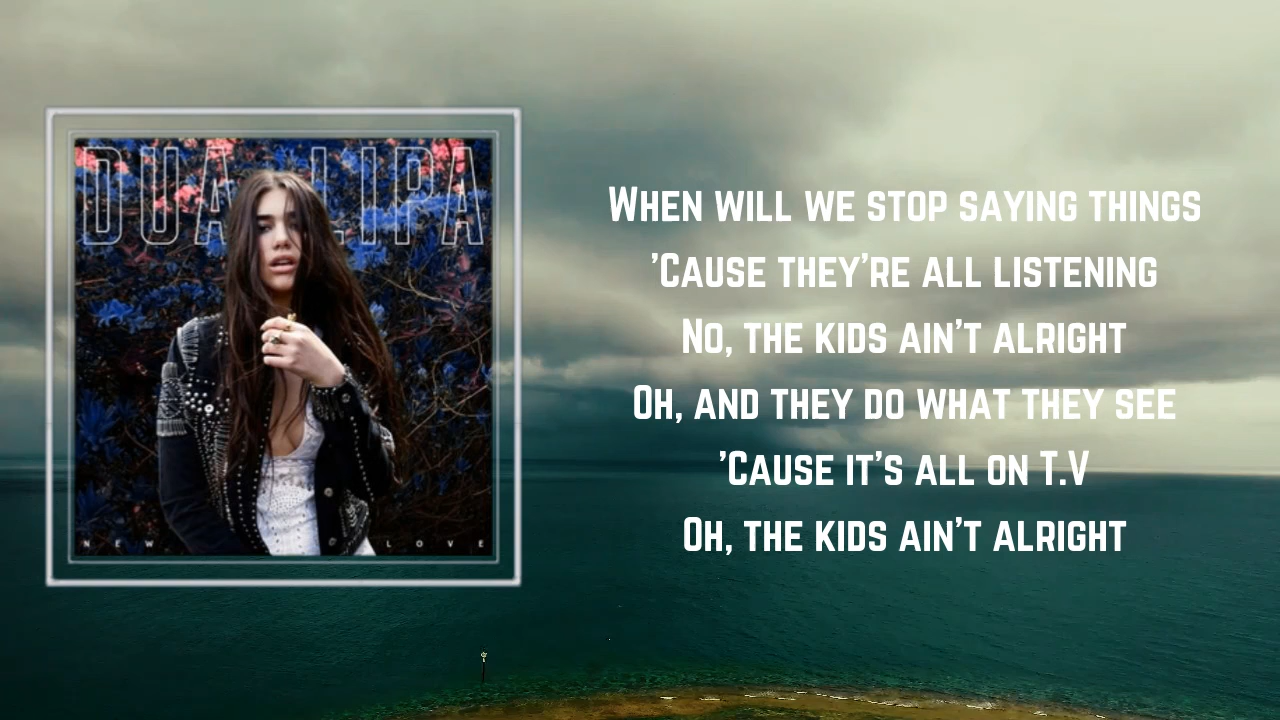 DUA LIPA
NEW LOVE
When will we stop saying things
'Cause they're all listening
No, the kids ain't alright
Oh, and they do what they see
'Cause it's all on T.V
Oh, the kids ain't alright